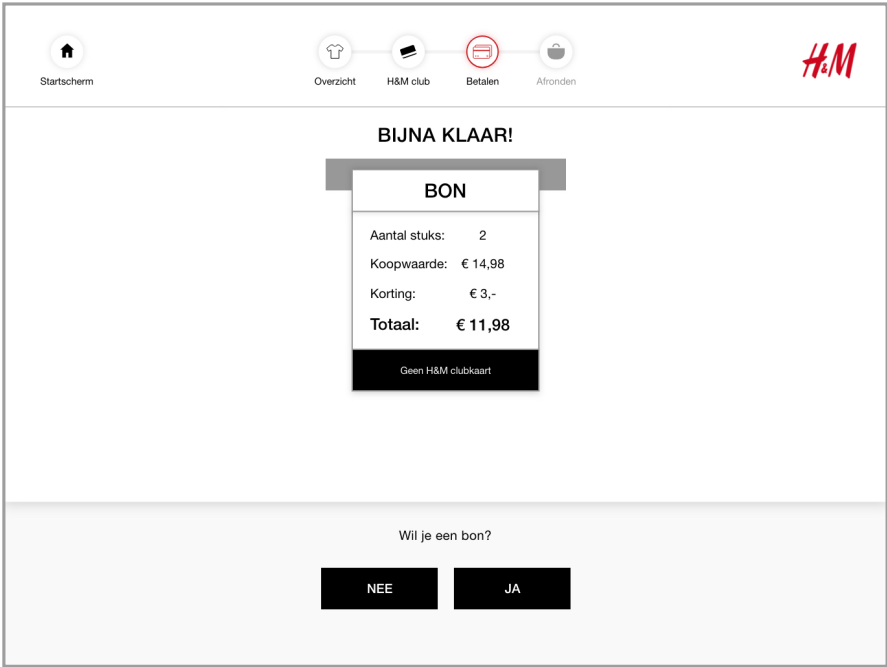 Startscherm
Overzicht
H&M club
Betalen
Afronden
H&M
BIJNA KLAAR!
BON
Aantal stuks: 2
Koopwaarde: € 14,98
Korting: € 3,-
Totaal: € 11,98
Geen H&M clubkaart
Wil je een bon?
NEE
JA